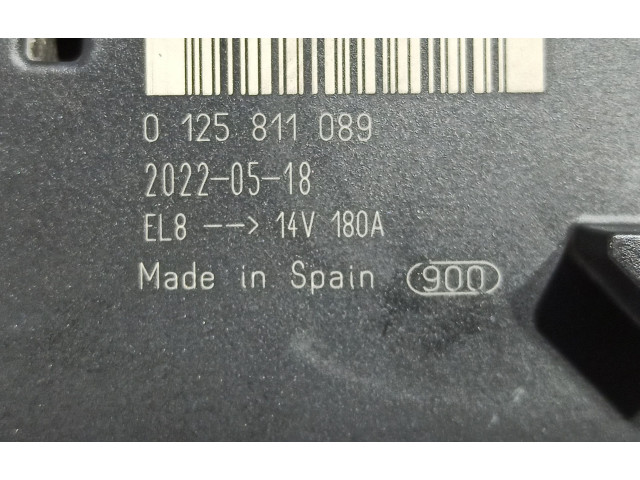 0 125 811 089
2022-05-18
EL8 --> 14V 180A
Made in Spain 900